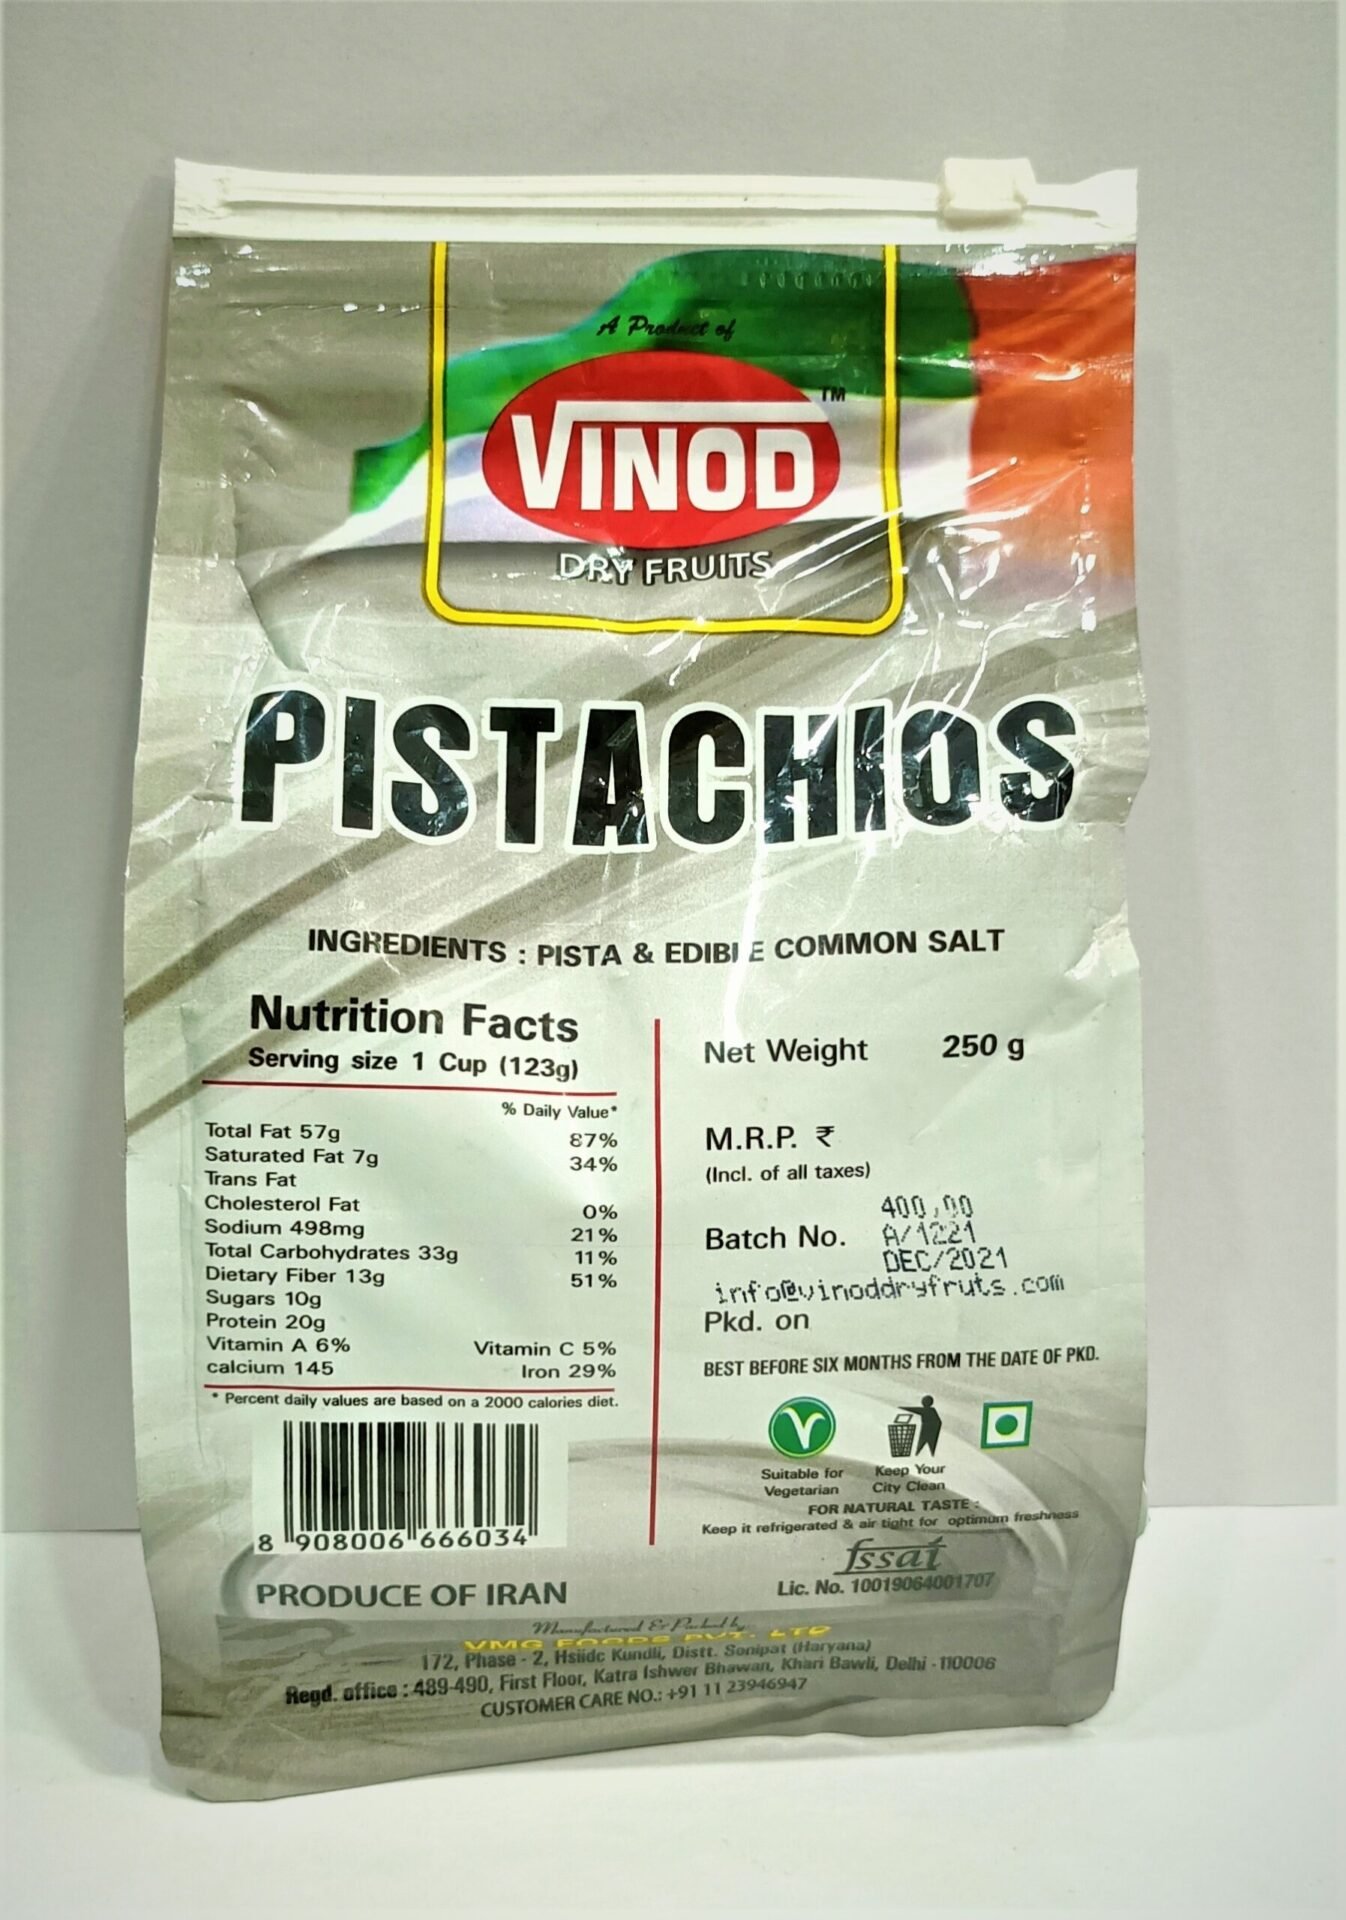 A Product of
VINOD
TM
DRY FRUITS
PISTACHIOS
INGREDIENTS : PISTA & EDIBLE COMMON SALT
Nutrition Facts
Serving size 1 Cup (123g)
% Daily Value*
Total Fat 57g 87%
Saturated Fat 7g 34%
Trans Fat
Cholesterol Fat 0%
Sodium 498mg 21%
Total Carbohydrates 33g 11%
Dietary Fiber 13g 51%
Sugars 10g
Protein 20g
Vitamin A 6% Vitamin C 5%
calcium 145 Iron 29%
* Percent daily values are based on a 2000 calories diet.
8 908006 666034
PRODUCE OF IRAN
Net Weight 250 g
M.R.P. ₹
(Incl. of all taxes)
400.00
Batch No. A/1221
DEC/2021
info@vinoddryfruts.com
Pkd. on
BEST BEFORE SIX MONTHS FROM THE DATE OF PKD.
Suitable for
Vegetarian
Keep Your
City Clean
FOR NATURAL TASTE :
Keep it refrigerated & air tight for optimum freshness
fssai
Lic. No. 10019064001707
Manufactured & Packed by
VMG FOODS PVT. LTD
172, Phase - 2, Hsiidc Kundli, Distt. Sonipat (Haryana)
Regd. office : 489-490, First Floor, Katra Ishwer Bhawan, Khari Bawli, Delhi - 110006
CUSTOMER CARE NO.: +91 11 23946947